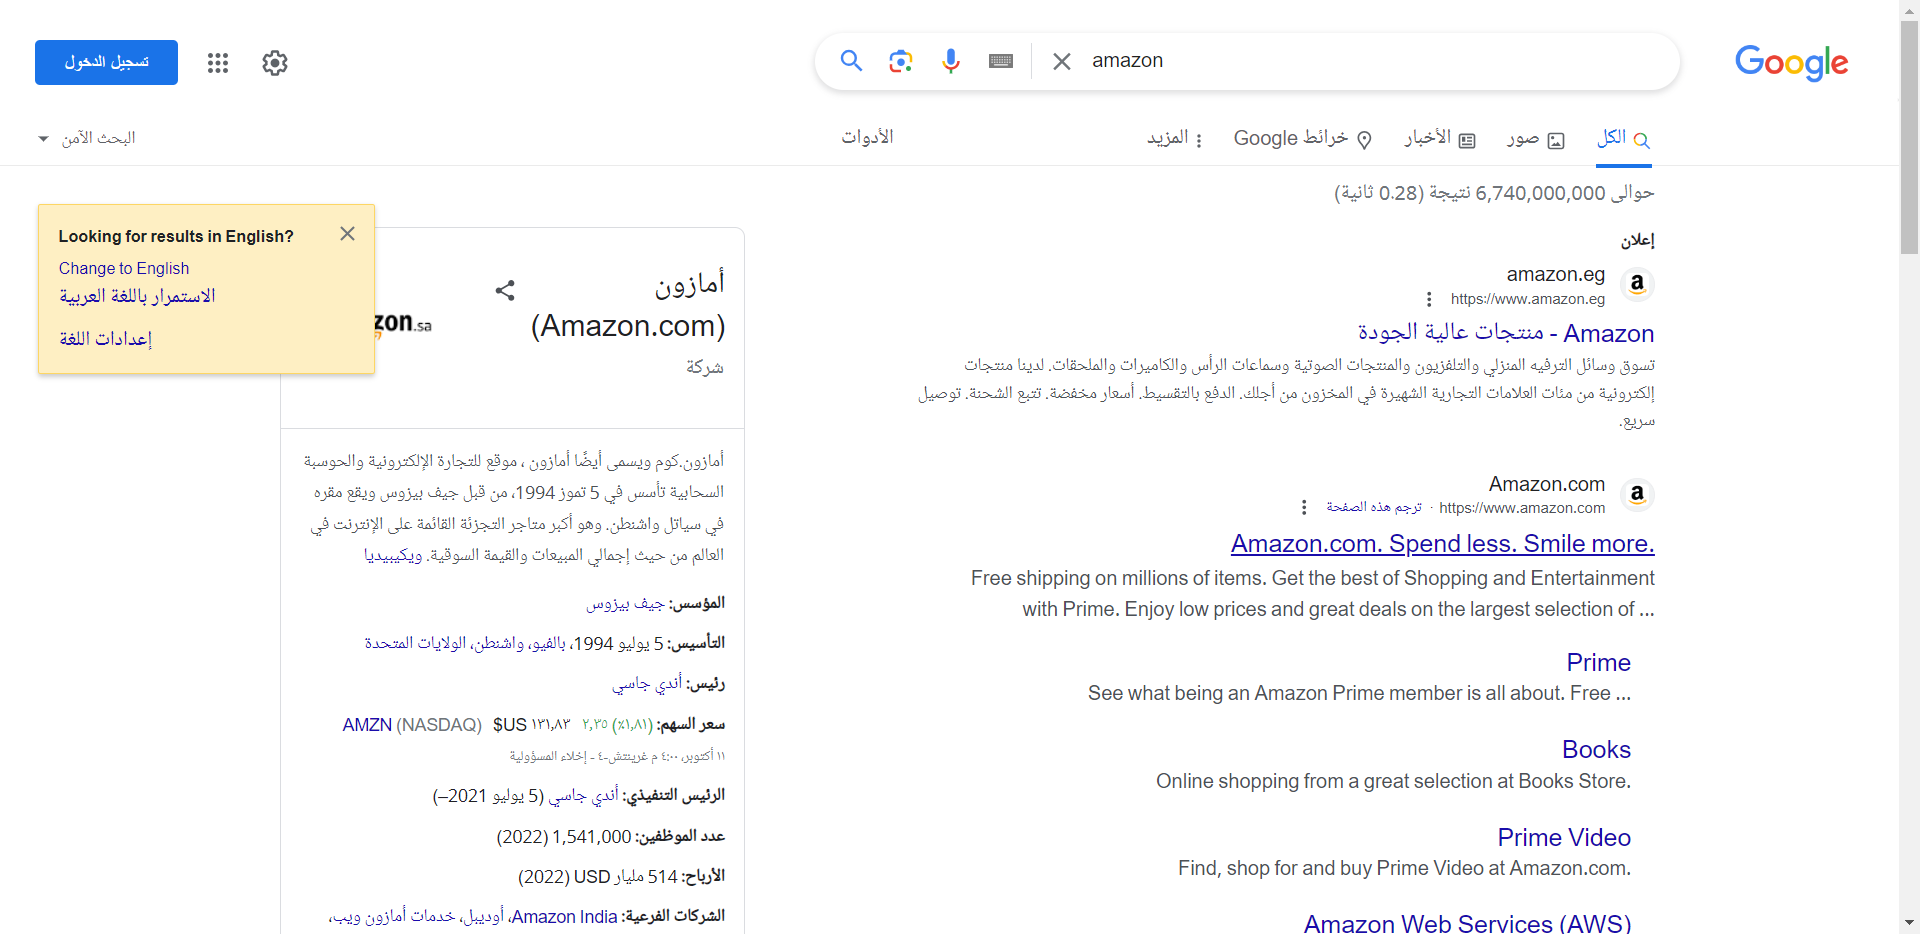 Google
amazon
تسجيل الدخول
الكل
صور
الأخبار
خرائط Google
المزيد
الأدوات
البحث الآمن
حوالى 6,740,000,000 نتيجة (0.28 ثانية)
إعلان
amazon.eg
https://www.amazon.eg
Amazon - منتجات عالية الجودة
تسوق وسائل الترفيه المنزلي والتلفزيون والمنتجات الصوتية وسماعات الرأس والكاميرات والملحقات. لدينا منتجات
إلكترونية من مئات العلامات التجارية الشهيرة في المخزون من أجلك. الدفع بالتقسيط. أسعار مخفضة. تتبع الشحنة. توصيل
سريع.
Amazon.com
https://www.amazon.com · ترجم هذه الصفحة
Amazon.com. Spend less. Smile more.
Free shipping on millions of items. Get the best of Shopping and Entertainment
with Prime. Enjoy low prices and great deals on the largest selection of ...
Prime
See what being an Amazon Prime member is all about. Free ...
Books
Online shopping from a great selection at Books Store.
Prime Video
Find, shop for and buy Prime Video at Amazon.com.
Amazon Web Services (AWS)
أمازون
(Amazon.com)
شركة
zon.sa
أمازون.كوم ويسمى أيضًا أمازون ، موقع للتجارة الإلكترونية والحوسبة
السحابية تأسس في 5 تموز 1994، من قبل جيف بيزوس ويقع مقره
في سياتل واشنطن. وهو أكبر متاجر التجزئة القائمة على الإنترنت في
العالم من حيث إجمالي المبيعات والقيمة السوقية. ويكيبيديا
المؤسس: جيف بيزوس
التأسيس: 5 يوليو 1994، بالفيو، واشنطن، الولايات المتحدة
رئيس: أندي جاسي
سعر السهم: AMZN (NASDAQ) $US ١٣١,٨٣ ٢,٣٥ (١,٨١٪)
١١ أكتوبر، ٤:٠٠ م غرينتش-٤ - إخلاء المسؤولية
الرئيس التنفيذي: أندي جاسي (5 يوليو 2021–)
عدد الموظفين: 1,541,000 (2022)
الأرباح: 514 مليار USD (2022)
الشركات الفرعية: Amazon India، أوديبل، خدمات أمازون ويب،
Looking for results in English?
Change to English
الاستمرار باللغة العربية
إعدادات اللغة